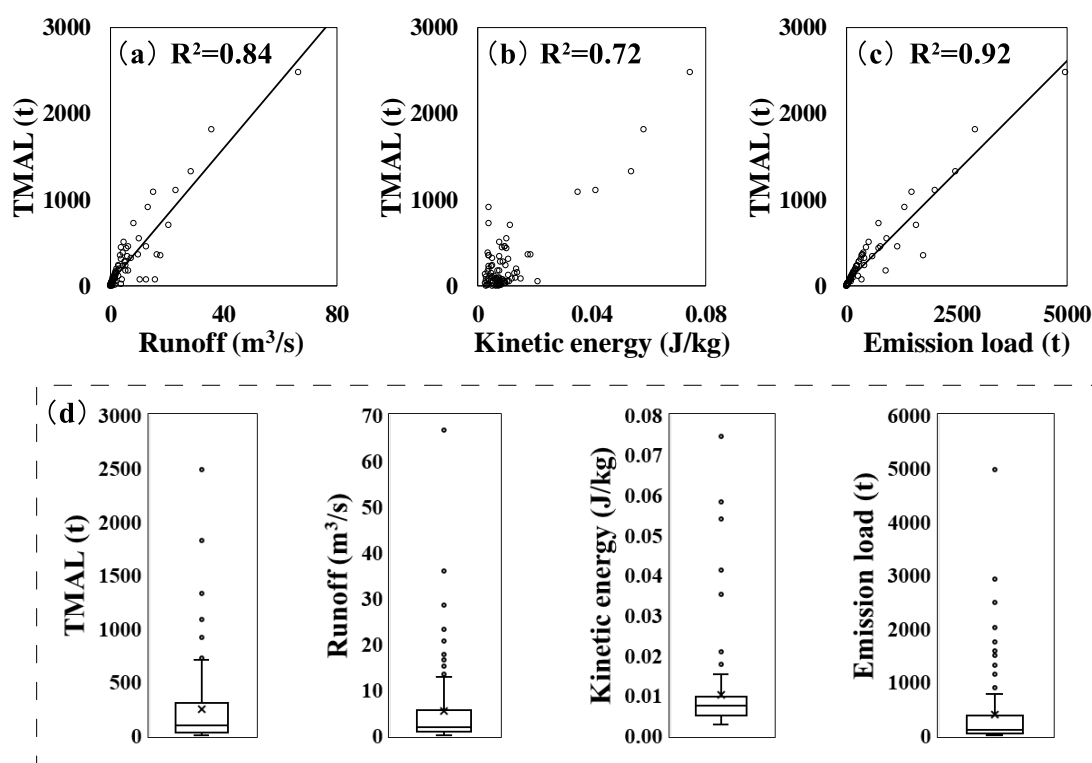 (a) R²=0.84
TMAL (t)
3000
2000
1000
0
0 40 80
Runoff (m³/s)
(b) R²=0.72
TMAL (t)
3000
2000
1000
0
0 0.04 0.08
Kinetic energy (J/kg)
(c) R²=0.92
TMAL (t)
3000
2000
1000
0
0 2500 5000
Emission load (t)
(d)
TMAL (t)
3000
2500
2000
1500
1000
500
0
Runoff (m³/s)
70
60
50
40
30
20
10
0
Kinetic energy (J/kg)
0.08
0.07
0.06
0.05
0.04
0.03
0.02
0.01
0.00
Emission load (t)
6000
5000
4000
3000
2000
1000
0